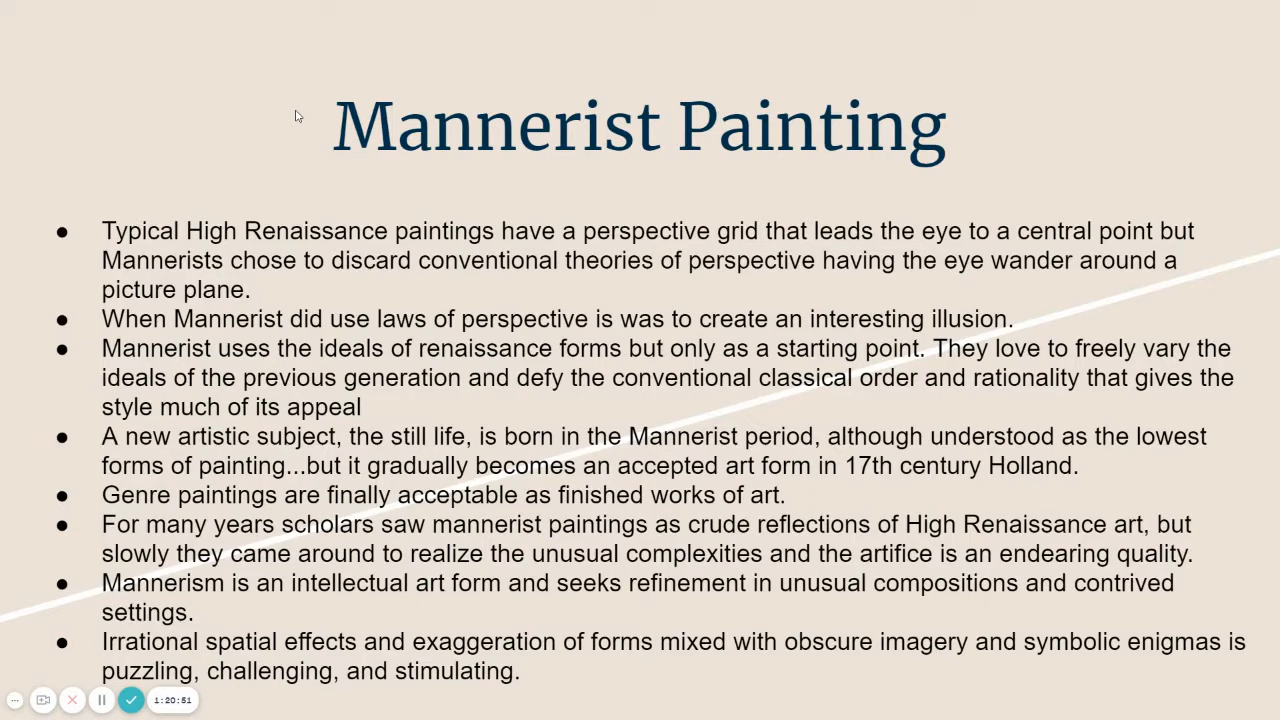 Mannerist Painting
● Typical High Renaissance paintings have a perspective grid that leads the eye to a central point but
Mannerists chose to discard conventional theories of perspective having the eye wander around a
picture plane.
● When Mannerist did use laws of perspective is was to create an interesting illusion.
● Mannerist uses the ideals of renaissance forms but only as a starting point. They love to freely vary the
ideals of the previous generation and defy the conventional classical order and rationality that gives the
style much of its appeal
● A new artistic subject, the still life, is born in the Mannerist period, although understood as the lowest
forms of painting...but it gradually becomes an accepted art form in 17th century Holland.
● Genre paintings are finally acceptable as finished works of art.
● For many years scholars saw mannerist paintings as crude reflections of High Renaissance art, but
slowly they came around to realize the unusual complexities and the artifice is an endearing quality.
● Mannerism is an intellectual art form and seeks refinement in unusual compositions and contrived
settings.
● Irrational spatial effects and exaggeration of forms mixed with obscure imagery and symbolic enigmas is
puzzling, challenging, and stimulating.
1:20:51